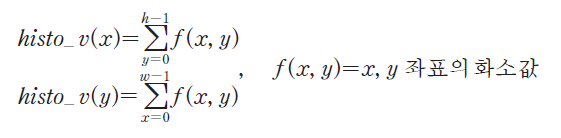 histo_v(x)=∑_{y=0}^{h-1} f(x, y)
histo_v(y)=∑_{x=0}^{w-1} f(x, y) , f(x, y)=x, y 좌표의 화소값